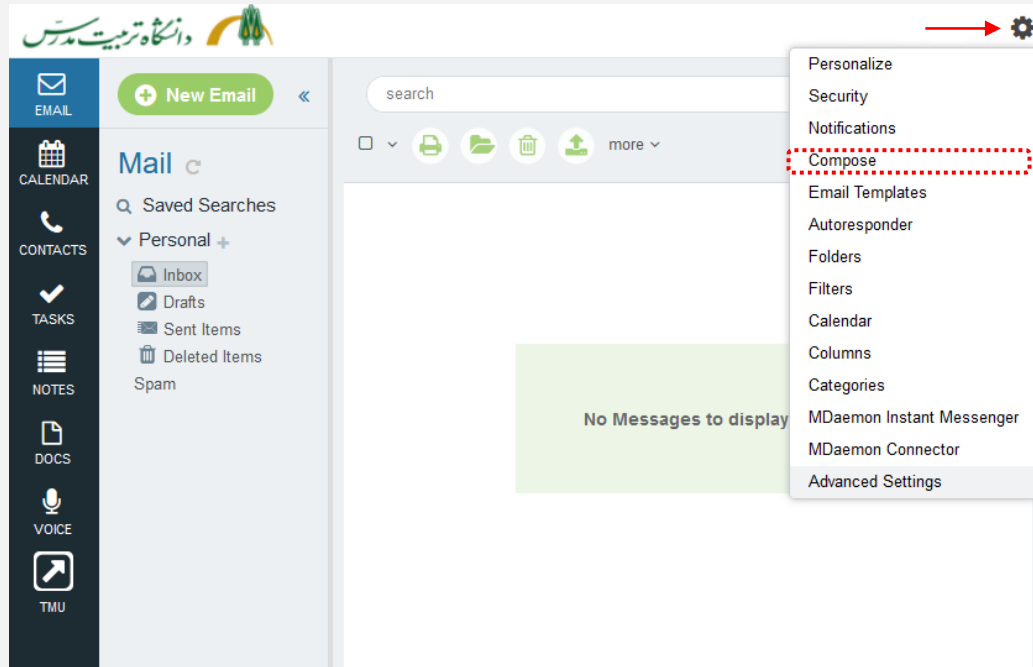 دانشگاه تربیت مدرس
EMAIL
CALENDAR
CONTACTS
TASKS
NOTES
DOCS
VOICE
TMU
New Email
«
Mail
Saved Searches
Personal
Inbox
Drafts
Sent Items
Deleted Items
Spam
search
more
No Messages to display
Personalize
Security
Notifications
Compose
Email Templates
Autoresponder
Folders
Filters
Calendar
Columns
Categories
MDaemon Instant Messenger
MDaemon Connector
Advanced Settings